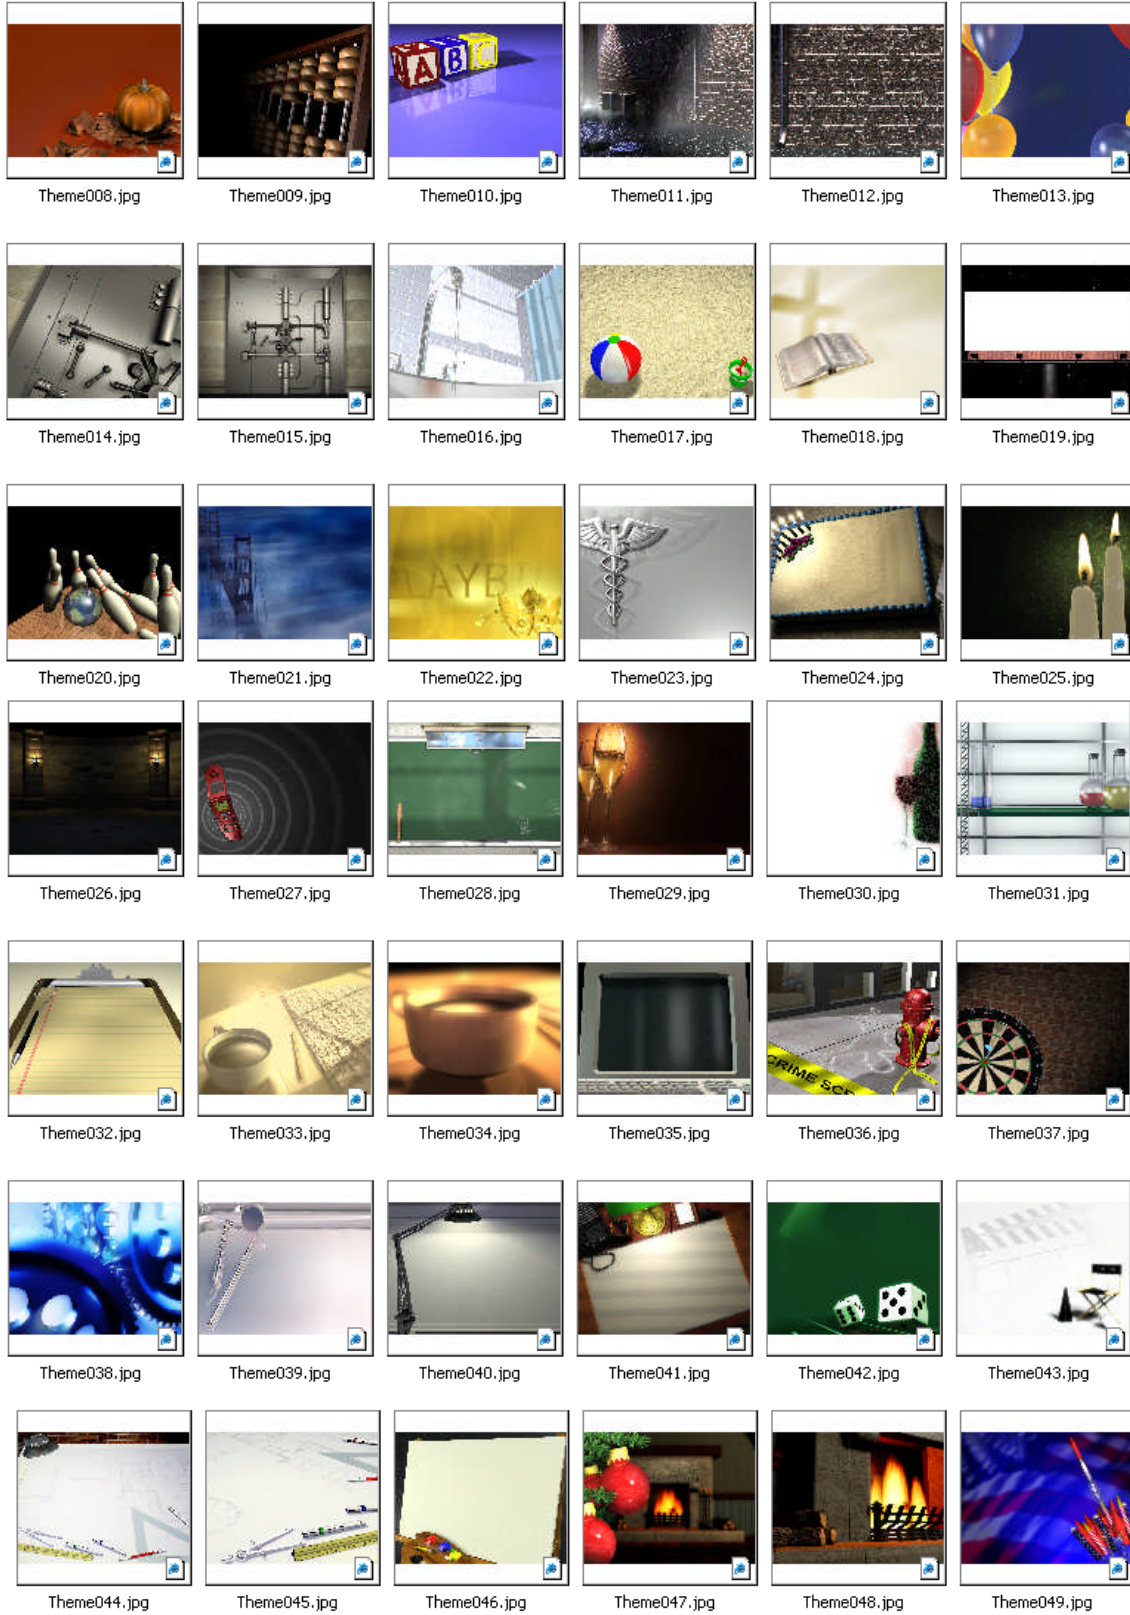 A B C
Theme008.jpg Theme009.jpg Theme010.jpg Theme011.jpg Theme012.jpg Theme013.jpg
Theme014.jpg Theme015.jpg Theme016.jpg Theme017.jpg Theme018.jpg Theme019.jpg
LAYB
Theme020.jpg Theme021.jpg Theme022.jpg Theme023.jpg Theme024.jpg Theme025.jpg
Theme026.jpg Theme027.jpg Theme028.jpg Theme029.jpg Theme030.jpg Theme031.jpg
CRIME SCE
Theme032.jpg Theme033.jpg Theme034.jpg Theme035.jpg Theme036.jpg Theme037.jpg
Theme038.jpg Theme039.jpg Theme040.jpg Theme041.jpg Theme042.jpg Theme043.jpg
Theme044.jpg Theme045.jpg Theme046.jpg Theme047.jpg Theme048.jpg Theme049.jpg